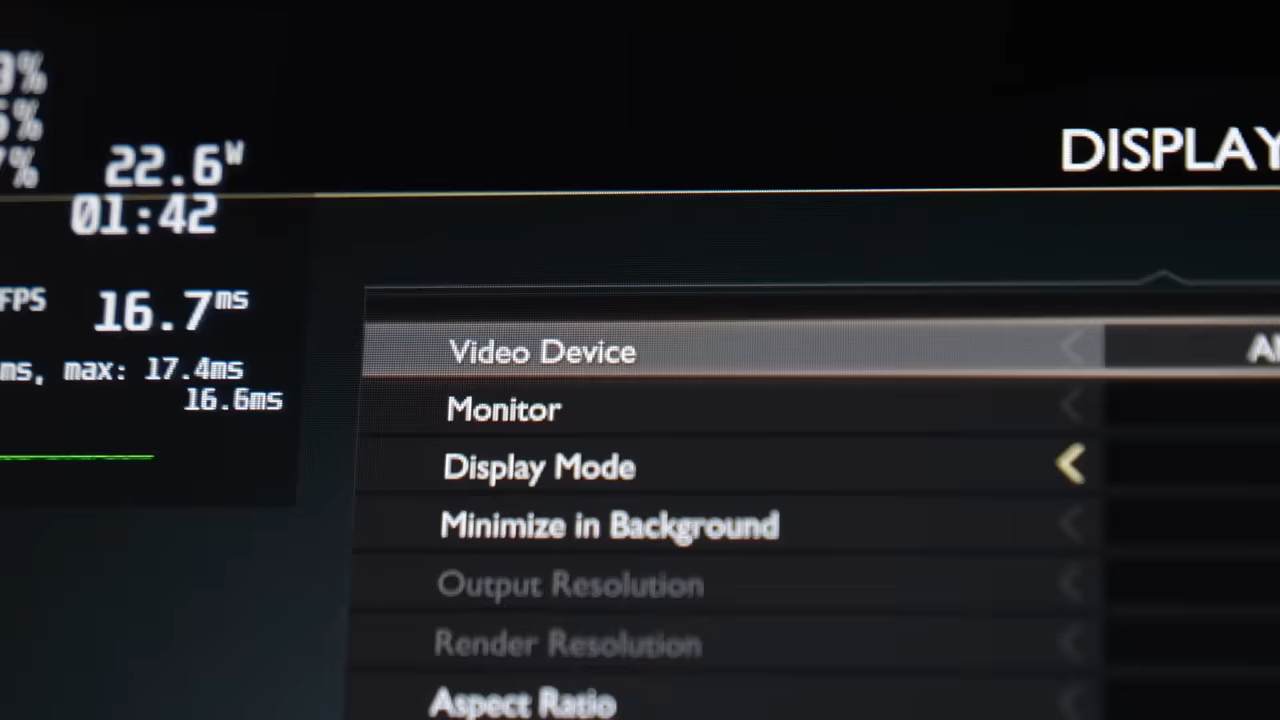 %
%
% 22.6W
01:42
FPS 16.7ms
ms, max: 17.4ms
16.6ms
DISPLAY
Video Device
Monitor
Display Mode
Minimize in Background
Output Resolution
Render Resolution
Aspect Ratio